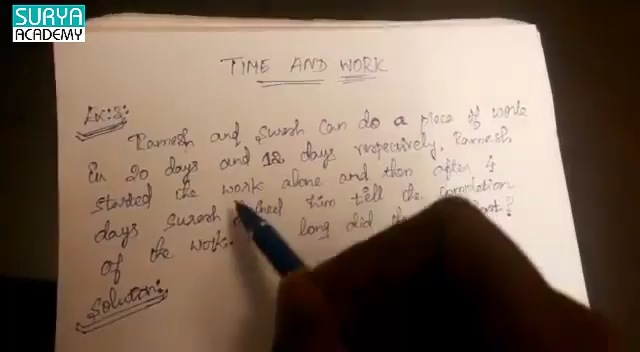 SURYA
ACADEMY
TIME AND WORK
Ex:3:
Ramesh and Suresh can do a piece of work
in 20 days and 12 days respectively. Ramesh
started the work alone and then after 4
days Suresh him till the completion
of the work. long did
Solution: